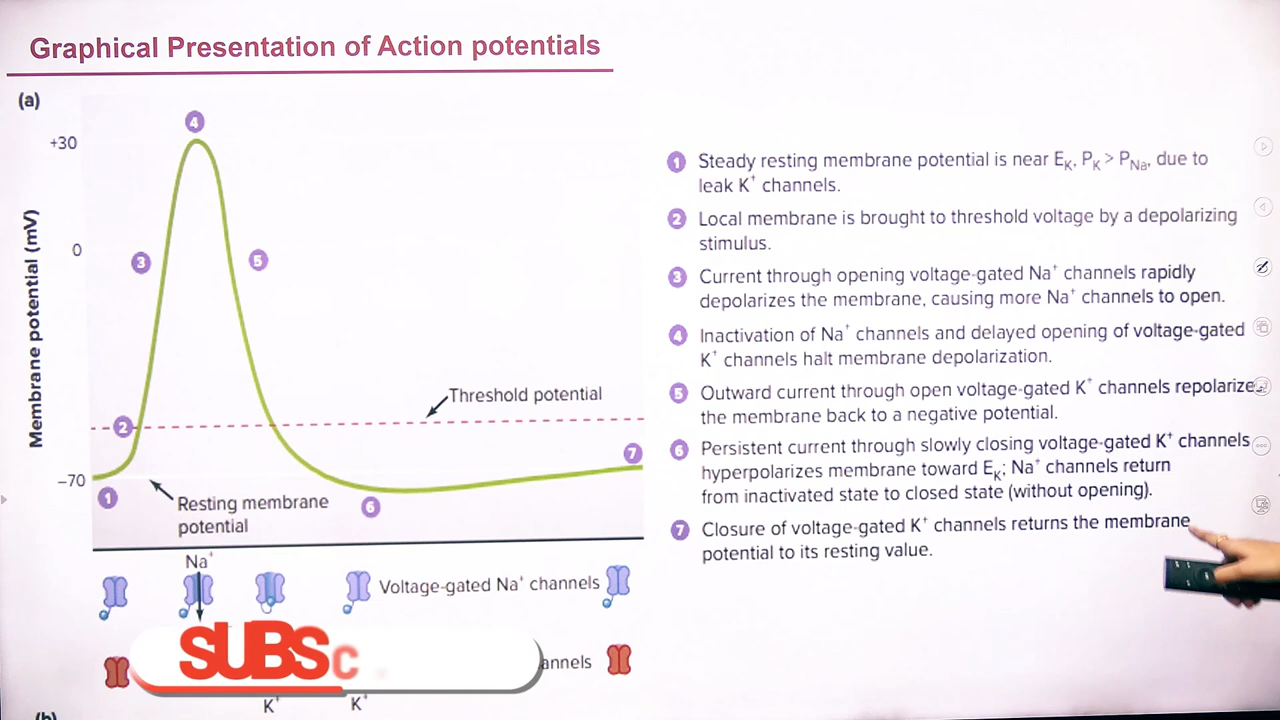 Graphical Presentation of Action potentials
(a)
Membrane potential (mV)
+30
0
−70
4
3
5
2
1
6
7
Threshold potential
Resting membrane
potential
Na⁺
Voltage-gated Na⁺ channels
SUBSC
annels
K⁺ K⁺
(b)
1 Steady resting membrane potential is near E_K, P_K > P_Na, due to
leak K⁺ channels.
2 Local membrane is brought to threshold voltage by a depolarizing
stimulus.
3 Current through opening voltage-gated Na⁺ channels rapidly
depolarizes the membrane, causing more Na⁺ channels to open.
4 Inactivation of Na⁺ channels and delayed opening of voltage-gated
K⁺ channels halt membrane depolarization.
5 Outward current through open voltage-gated K⁺ channels repolarize
the membrane back to a negative potential.
6 Persistent current through slowly closing voltage-gated K⁺ channels
hyperpolarizes membrane toward E_K; Na⁺ channels return
from inactivated state to closed state (without opening).
7 Closure of voltage-gated K⁺ channels returns the membrane
potential to its resting value.